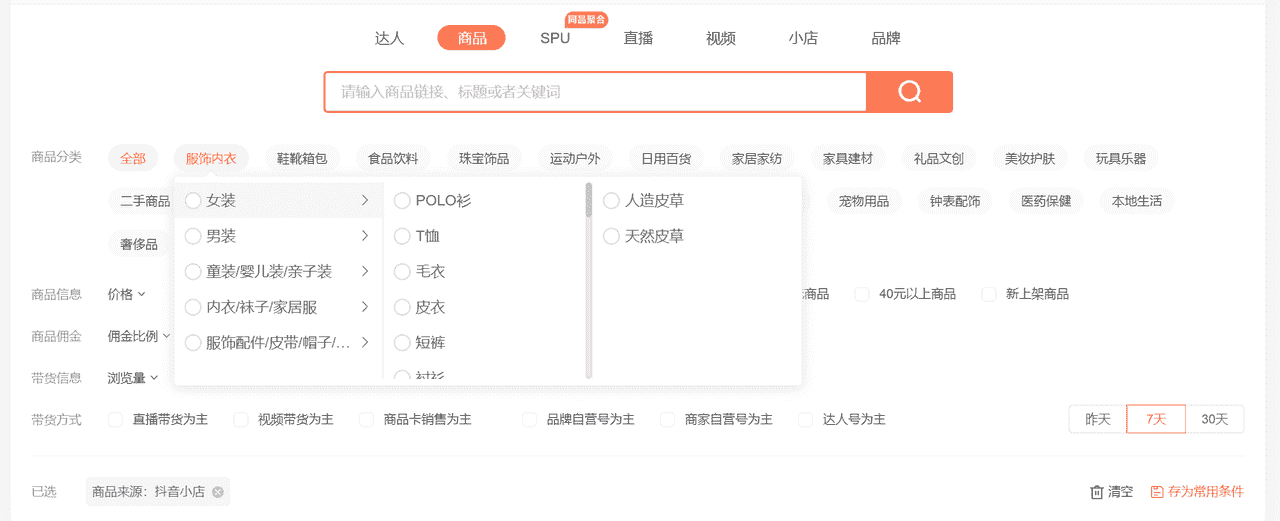 同品聚合
达人 商品 SPU 直播 视频 小店 品牌
请输入商品链接、标题或者关键词
商品分类 全部 服饰内衣 鞋靴箱包 食品饮料 珠宝饰品 运动户外 日用百货 家居家纺 家具建材 礼品文创 美妆护肤 玩具乐器
二手商品 宠物用品 钟表配饰 医药保健 本地生活
奢侈品
女装 POLO衫 人造皮草
男装 T恤 天然皮草
童装/婴儿装/亲子装 毛衣
内衣/袜子/家居服 皮衣
服饰配件/皮带/帽子/... 短裤
衬衫
商品信息 价格 商品 40元以上商品 新上架商品
商品佣金 佣金比例
带货信息 浏览量
带货方式 直播带货为主 视频带货为主 商品卡销售为主 品牌自营号为主 商家自营号为主 达人号为主 昨天 7天 30天
已选 商品来源：抖音小店 清空 存为常用条件